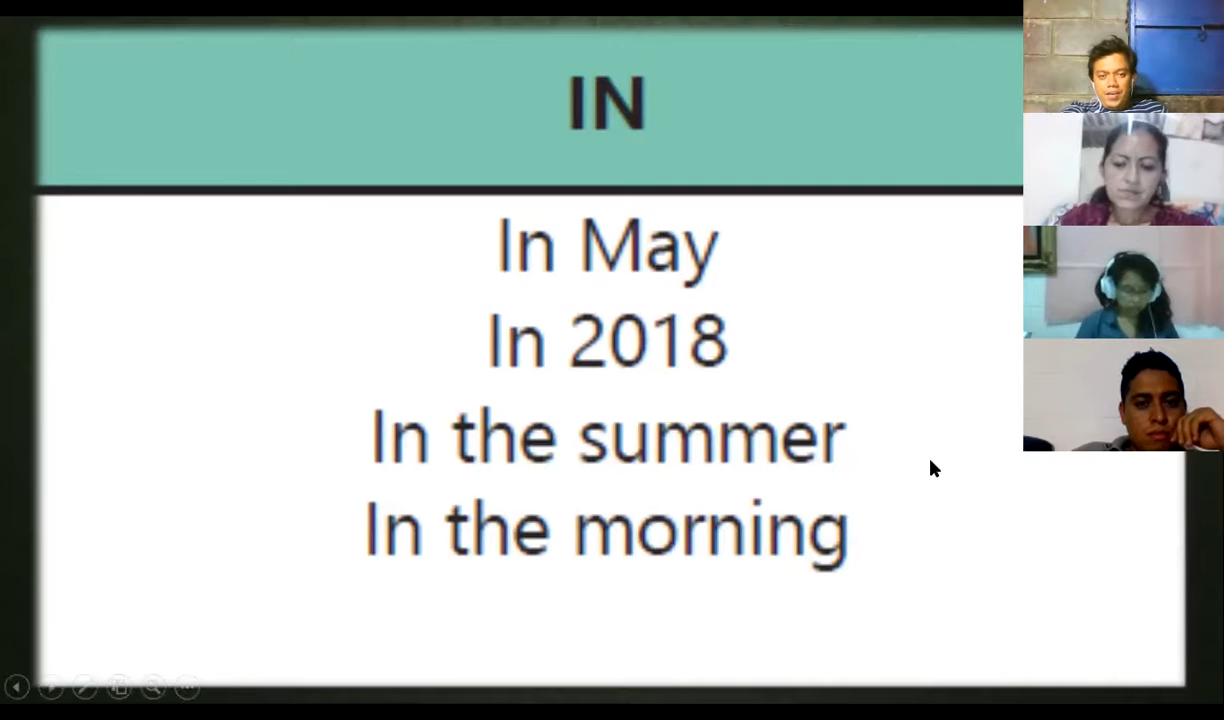 IN
In May
In 2018
In the summer
In the morning